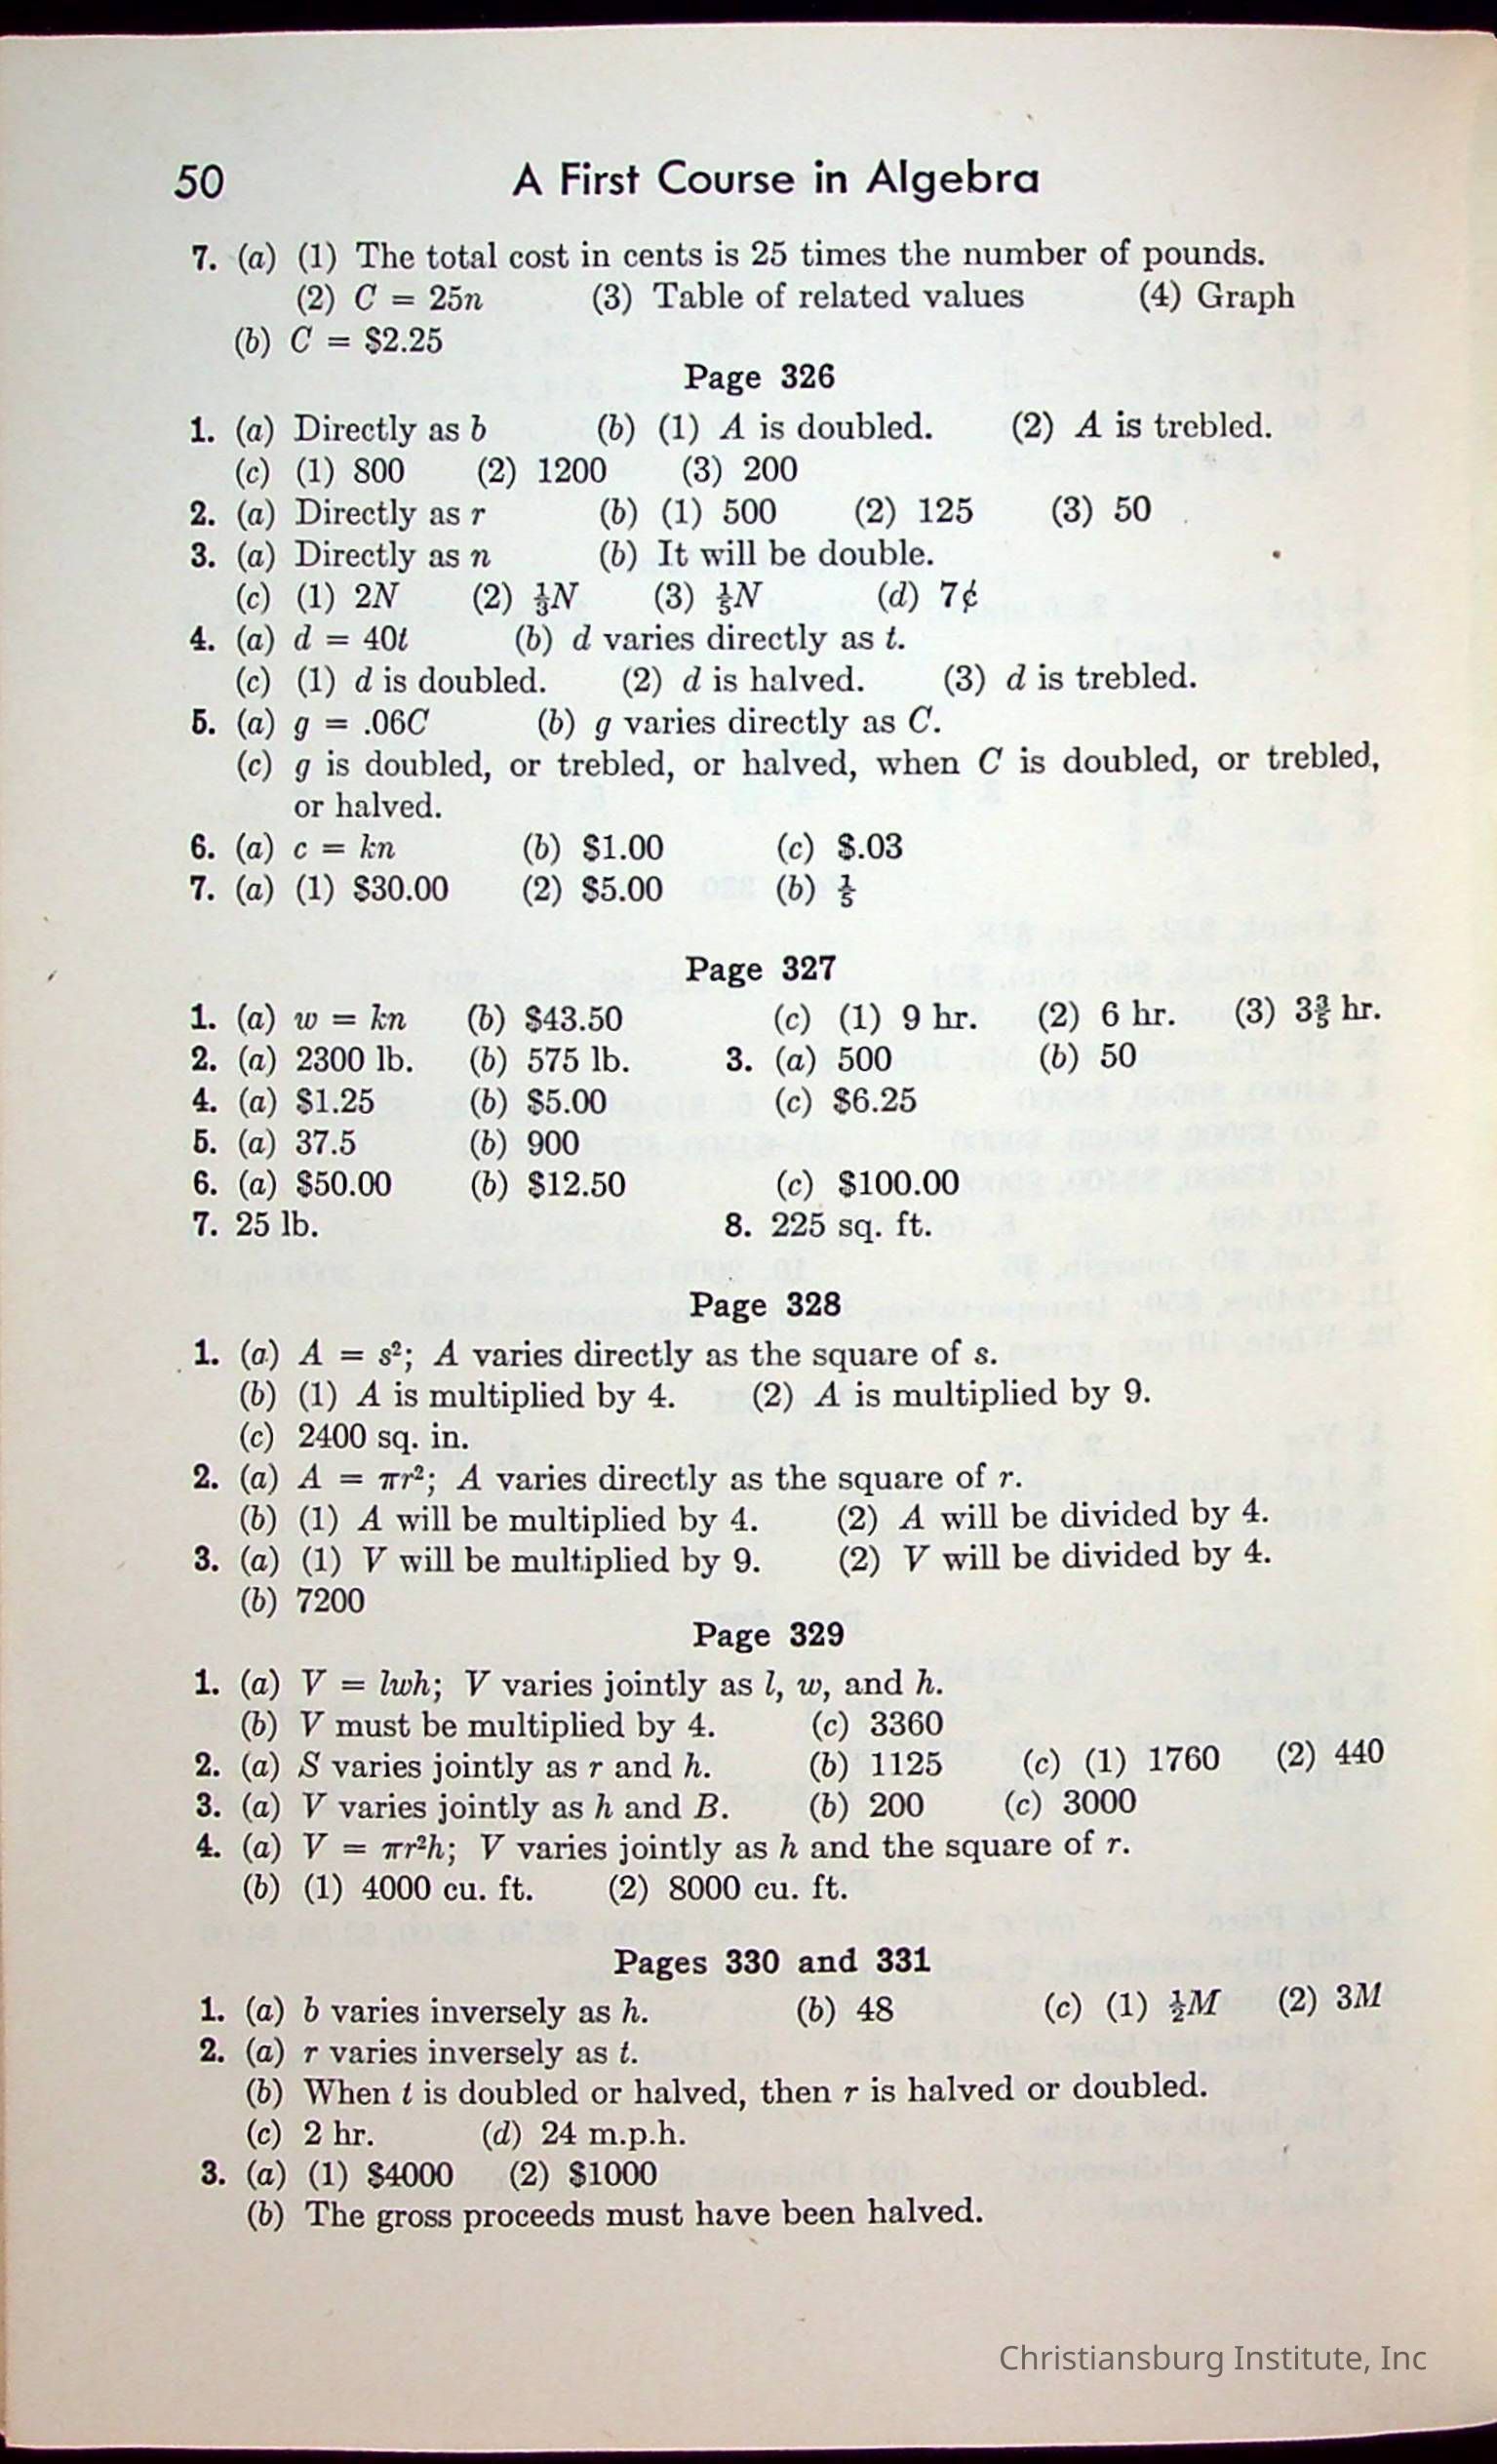 50 A First Course in Algebra
7. (a) (1) The total cost in cents is 25 times the number of pounds.
(2) C = 25n (3) Table of related values (4) Graph
(b) C = $2.25
Page 326
1. (a) Directly as b (b) (1) A is doubled. (2) A is trebled.
(c) (1) 800 (2) 1200 (3) 200
2. (a) Directly as r (b) (1) 500 (2) 125 (3) 50
3. (a) Directly as n (b) It will be double.
(c) (1) 2N (2) ⅓N (3) ⅕N (d) 7¢
4. (a) d = 40t (b) d varies directly as t.
(c) (1) d is doubled. (2) d is halved. (3) d is trebled.
5. (a) g = .06C (b) g varies directly as C.
(c) g is doubled, or trebled, or halved, when C is doubled, or trebled,
or halved.
6. (a) c = kn (b) $1.00 (c) $.03
7. (a) (1) $30.00 (2) $5.00 (b) ⅕
Page 327
1. (a) w = kn (b) $43.50 (c) (1) 9 hr. (2) 6 hr. (3) 3⅗ hr.
2. (a) 2300 lb. (b) 575 lb. 3. (a) 500 (b) 50
4. (a) $1.25 (b) $5.00 (c) $6.25
5. (a) 37.5 (b) 900
6. (a) $50.00 (b) $12.50 (c) $100.00
7. 25 lb. 8. 225 sq. ft.
Page 328
1. (a) A = s²; A varies directly as the square of s.
(b) (1) A is multiplied by 4. (2) A is multiplied by 9.
(c) 2400 sq. in.
2. (a) A = πr²; A varies directly as the square of r.
(b) (1) A will be multiplied by 4. (2) A will be divided by 4.
3. (a) (1) V will be multiplied by 9. (2) V will be divided by 4.
(b) 7200
Page 329
1. (a) V = lwh; V varies jointly as l, w, and h.
(b) V must be multiplied by 4. (c) 3360
2. (a) S varies jointly as r and h. (b) 1125 (c) (1) 1760 (2) 440
3. (a) V varies jointly as h and B. (b) 200 (c) 3000
4. (a) V = πr²h; V varies jointly as h and the square of r.
(b) (1) 4000 cu. ft. (2) 8000 cu. ft.
Pages 330 and 331
1. (a) b varies inversely as h. (b) 48 (c) (1) ½M (2) 3M
2. (a) r varies inversely as t.
(b) When t is doubled or halved, then r is halved or doubled.
(c) 2 hr. (d) 24 m.p.h.
3. (a) (1) $4000 (2) $1000
(b) The gross proceeds must have been halved.
Christiansburg Institute, Inc